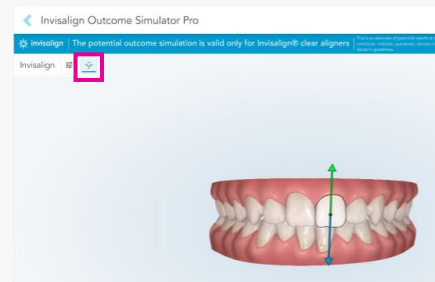 Invisalign Outcome Simulator Pro
invisalign | The potential outcome simulation is valid only for Invisalign® clear aligners
Invisalign